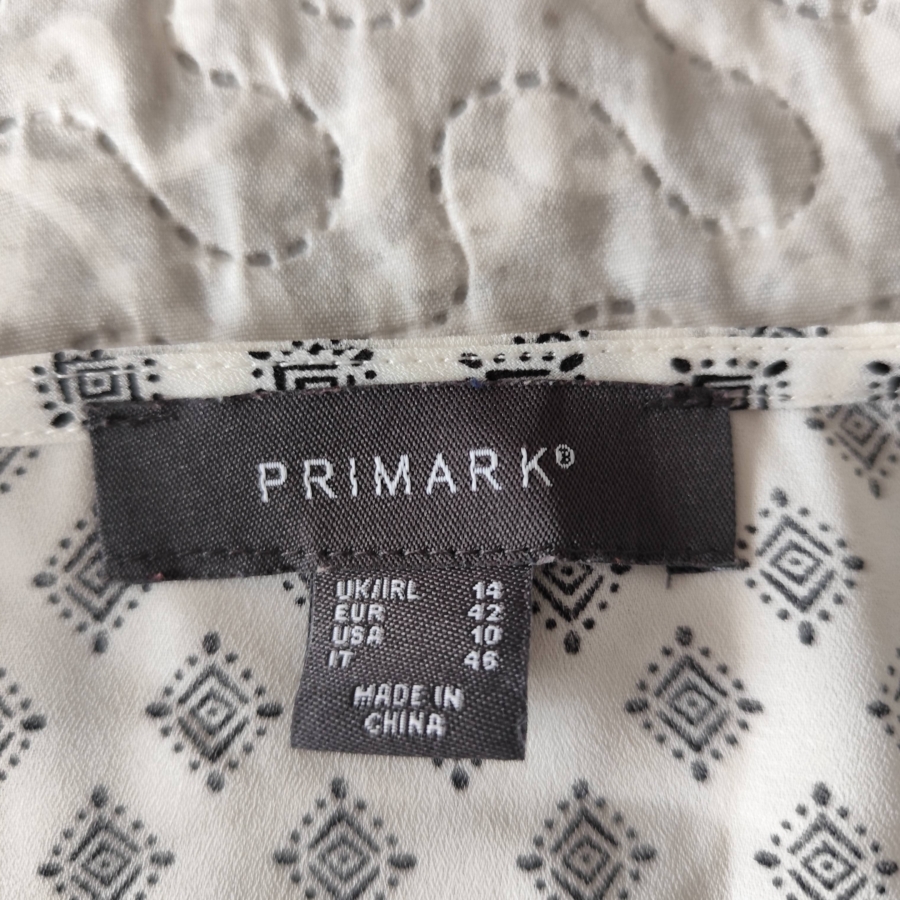 PRIMARK®
UK/IRL 14
EUR 42
USA 10
IT 46
MADE IN
CHINA